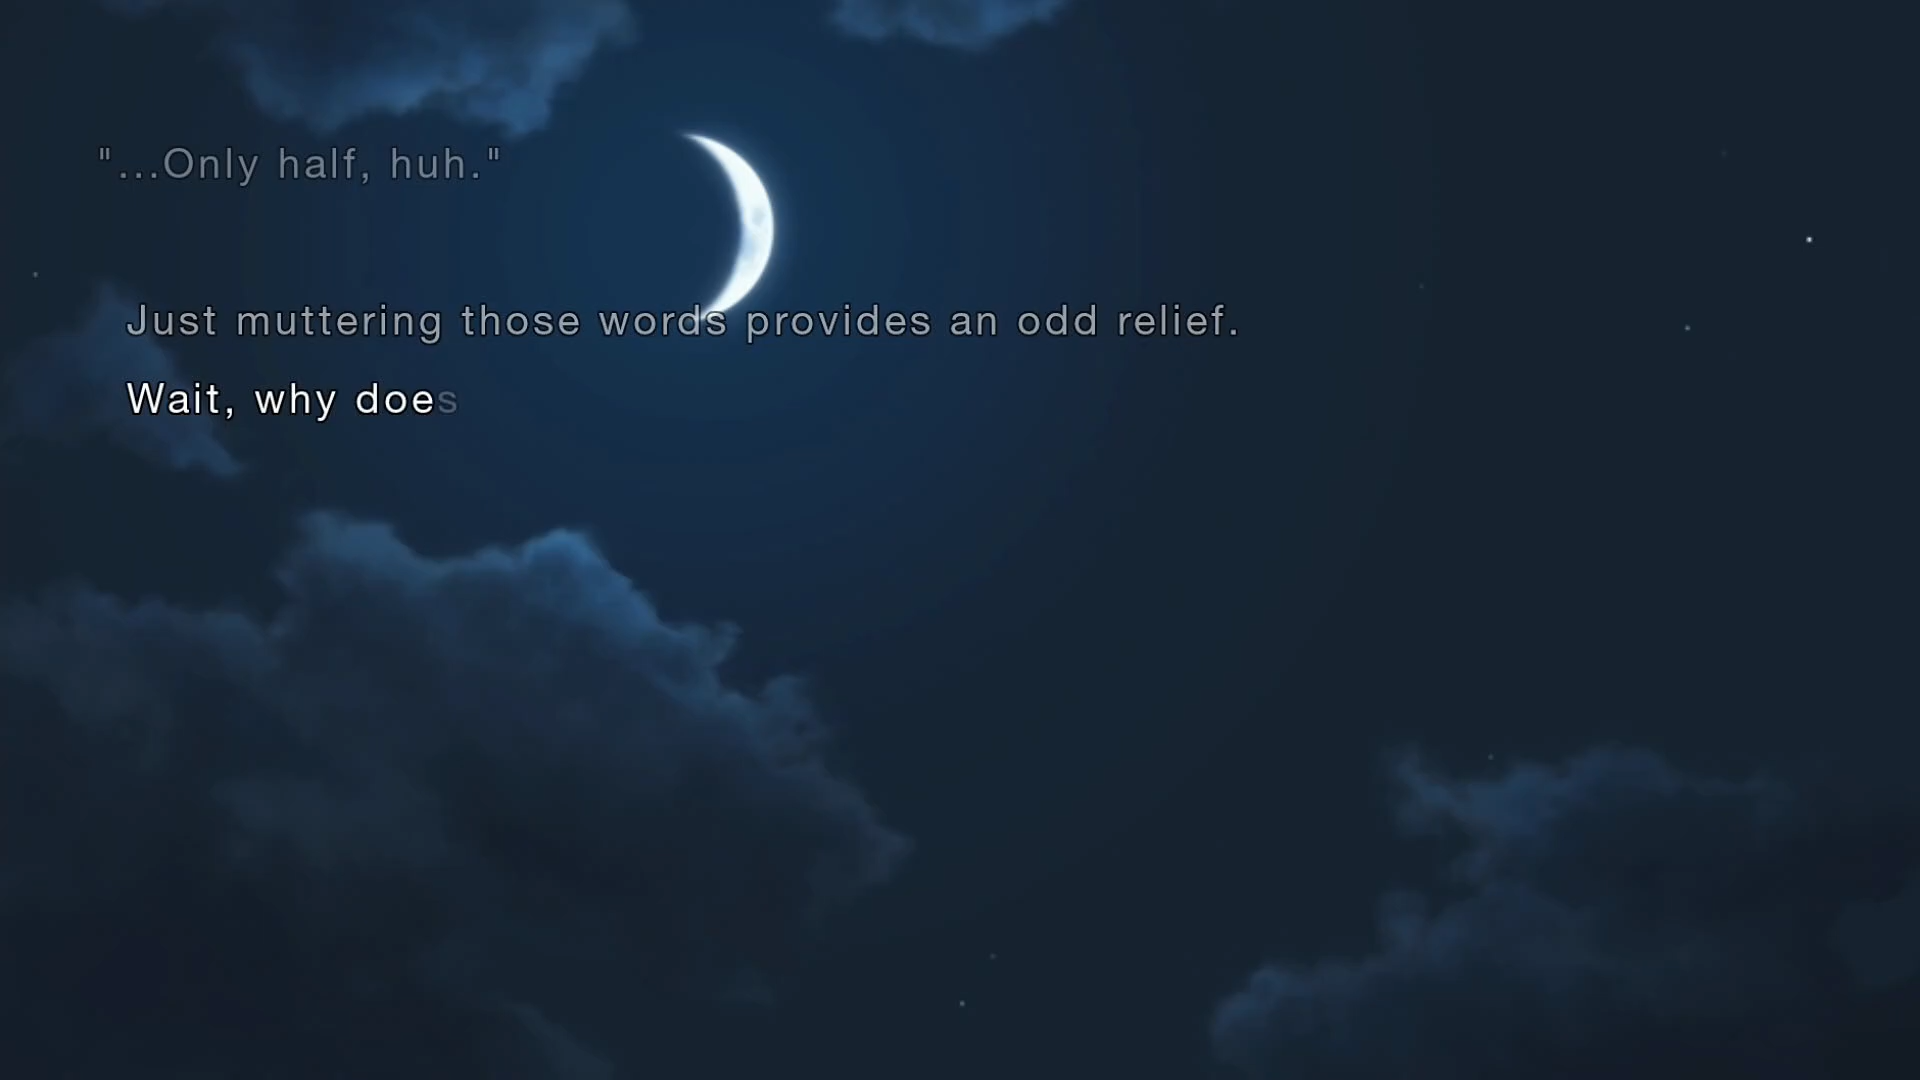 "...Only half, huh."
Just muttering those words provides an odd relief.
Wait, why does